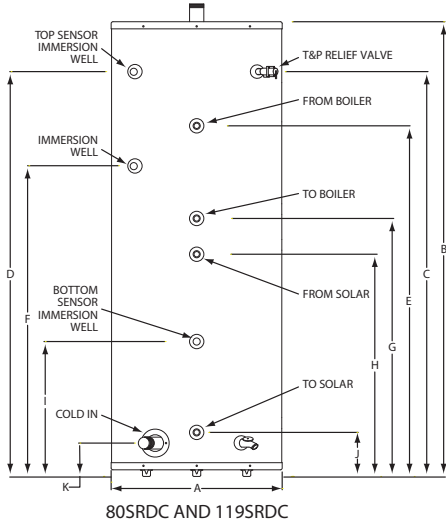 TOP SENSOR
IMMERSION
WELL
T&P RELIEF VALVE
FROM BOILER
IMMERSION
WELL
TO BOILER
FROM SOLAR
BOTTOM
SENSOR
IMMERSION
WELL
TO SOLAR
COLD IN
D
F
I
K
A
J
H
G
E
C
B
80SRDC AND 119SRDC